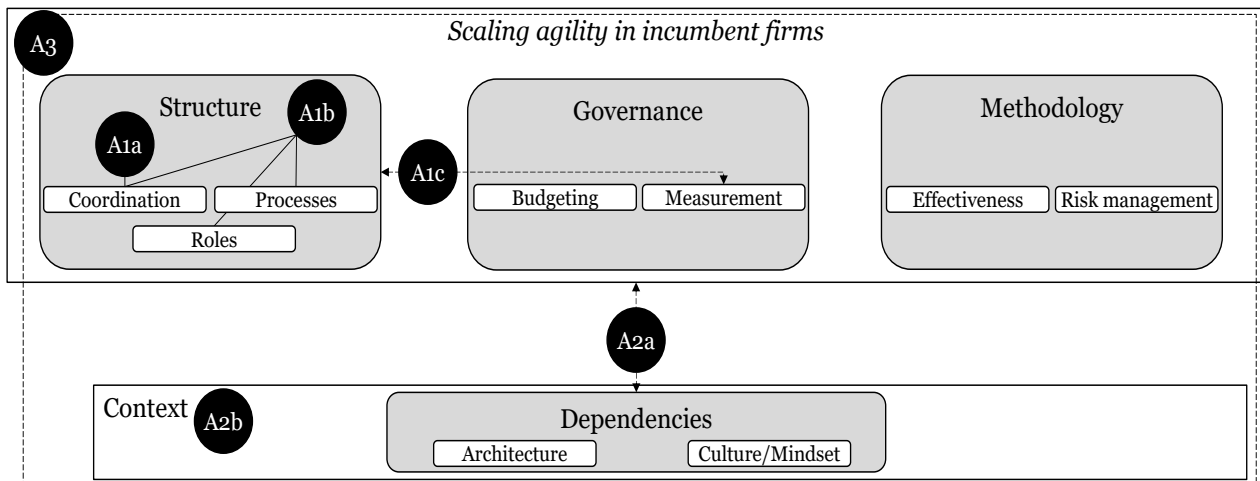 Scaling agility in incumbent firms
A3
Structure
A1b
A1a
Coordination
Processes
Roles
A1c
Governance
Budgeting
Measurement
Methodology
Effectiveness
Risk management
A2a
Context
A2b
Dependencies
Architecture
Culture/Mindset